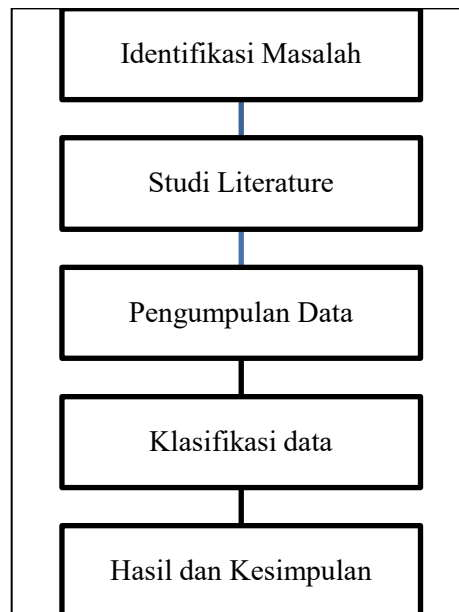 Identifikasi Masalah
Studi Literature
Pengumpulan Data
Klasifikasi data
Hasil dan Kesimpulan